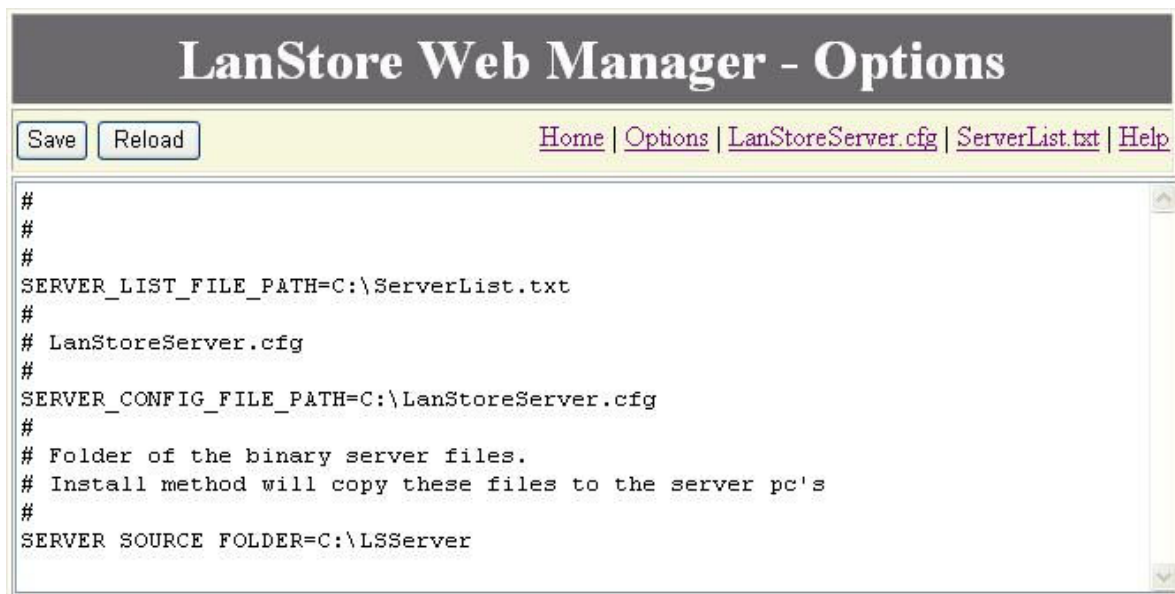 LanStore Web Manager - Options
Save Reload Home | Options | LanStoreServer.cfg | ServerList.txt | Help
#
#
#
SERVER_LIST_FILE_PATH=C:\ServerList.txt
#
# LanStoreServer.cfg
#
SERVER_CONFIG_FILE_PATH=C:\LanStoreServer.cfg
#
# Folder of the binary server files.
# Install method will copy these files to the server pc's
#
SERVER SOURCE FOLDER=C:\LSServer